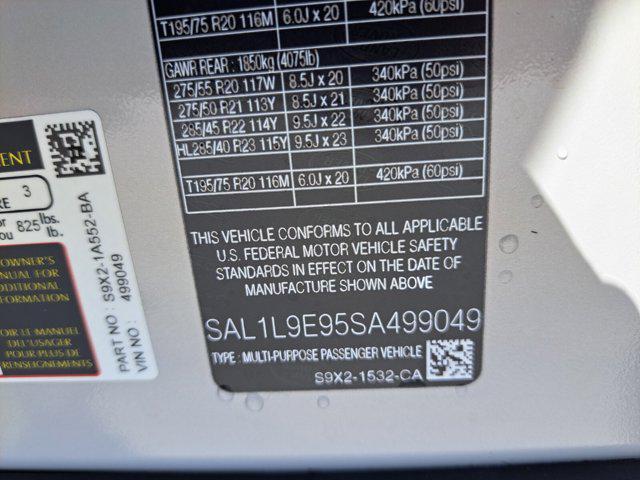 420kPa (60psi)
T195/75 R20 116M 6.0J x 20
GAWR REAR : 1850kg (4075lb)
275/55 R20 117W 8.5J x 20 340kPa (50psi)
275/50 R21 113Y 8.5J x 21 340kPa (50psi)
285/45 R22 114Y 9.5J x 22 340kPa (50psi)
HL285/40 R23 115Y 9.5J x 23 340kPa (50psi)
T195/75 R20 116M 6.0J x 20 420kPa (60psi)
THIS VEHICLE CONFORMS TO ALL APPLICABLE
U.S. FEDERAL MOTOR VEHICLE SAFETY
STANDARDS IN EFFECT ON THE DATE OF
MANUFACTURE SHOWN ABOVE
SAL1L9E95SA499049
TYPE : MULTI-PURPOSE PASSENGER VEHICLE
S9X2-1532-CA
3
825 lbs.
lb.
OWNER'S
FOR
VOIR LE MANUEL
DE L'USAGER
POUR PLUS DE
RENSEIGNEMENTS
PART NO : S9X2-1A552-BA
VIN NO : 499049